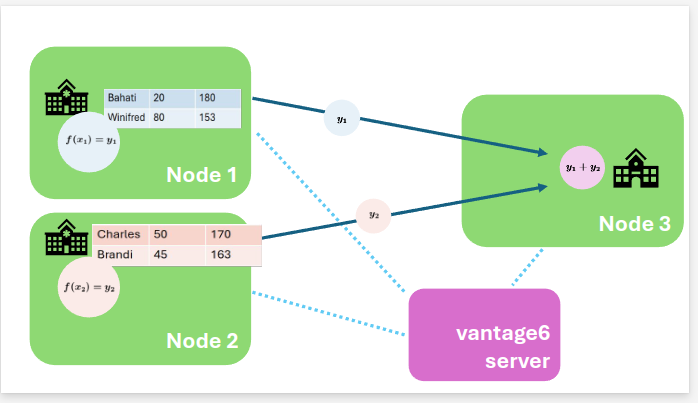 Bahati 20 180
Winifred 80 153
f(x₁) = y₁
Node 1
y₁
y₁ + y₂
Node 3
Charles 50 170
Brandi 45 163
f(x₂) = y₂
Node 2
y₂
vantage6
server